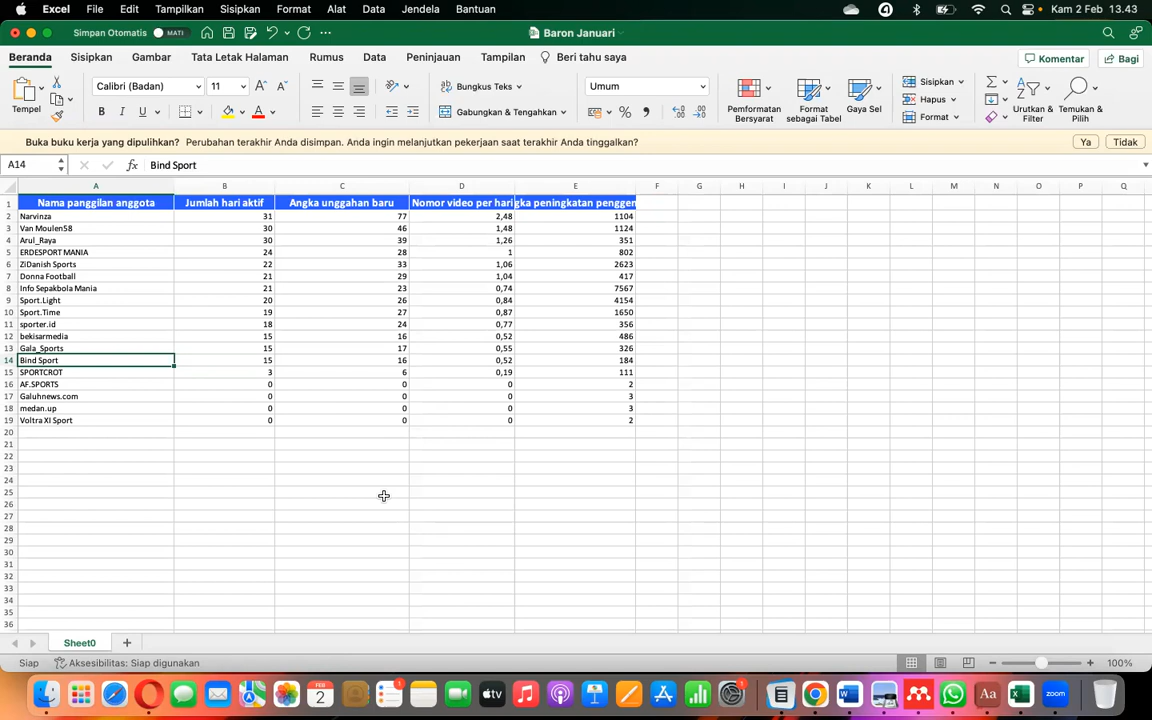 Excel File Edit Tampilkan Sisipkan Format Alat Data Jendela Bantuan Kam 2 Feb 13.43
Simpan Otomatis MATI Baron Januari
Beranda Sisipkan Gambar Tata Letak Halaman Rumus Data Peninjauan Tampilan Beri tahu saya Komentar Bagi
Tempel Calibri (Badan) 11 Bungkus Teks Umum Pemformatan Bersyarat Format sebagai Tabel Gaya Sel Sisipkan Urutkan & Filter Temukan & Pilih
B I U Gabungkan & Tengahkan Hapus
Format
Buka buku kerja yang dipulihkan? Perubahan terakhir Anda disimpan. Anda ingin melanjutkan pekerjaan saat terakhir Anda tinggalkan? Ya Tidak
A14 fx Bind Sport
A B C D E F G H I J K L M N O P Q
1 Nama panggilan anggota Jumlah hari aktif Angka unggahan baru Nomor video per hari gka peningkatan penggem
2 Narvinza 31 77 2,48 1104
3 Van Moulen58 30 46 1,48 1124
4 Arul_Raya 30 39 1,26 351
5 ERDESPORT MANIA 24 28 1 802
6 ZiDanish Sports 22 33 1,06 2623
7 Donna Football 21 29 1,04 417
8 Info Sepakbola Mania 21 23 0,74 7567
9 Sport.Light 20 26 0,84 4154
10 Sport.Time 19 27 0,87 1650
11 sporter.id 18 24 0,77 356
12 bekisarmedia 15 16 0,52 486
13 Gala_Sports 15 17 0,55 326
14 Bind Sport 15 16 0,52 184
15 SPORTCROT 3 6 0,19 111
16 AF.SPORTS 0 0 0 2
17 Galuhnews.com 0 0 0 3
18 medan.up 0 0 0 3
19 Voltra XI Sport 0 0 0 2
20
21
22
23
24
25
26
27
28
29
30
31
32
33
34
35
36
Sheet0
Siap Aksesibilitas: Siap digunakan 100%
FEB 2 1 tv 1 W Aa X zoom